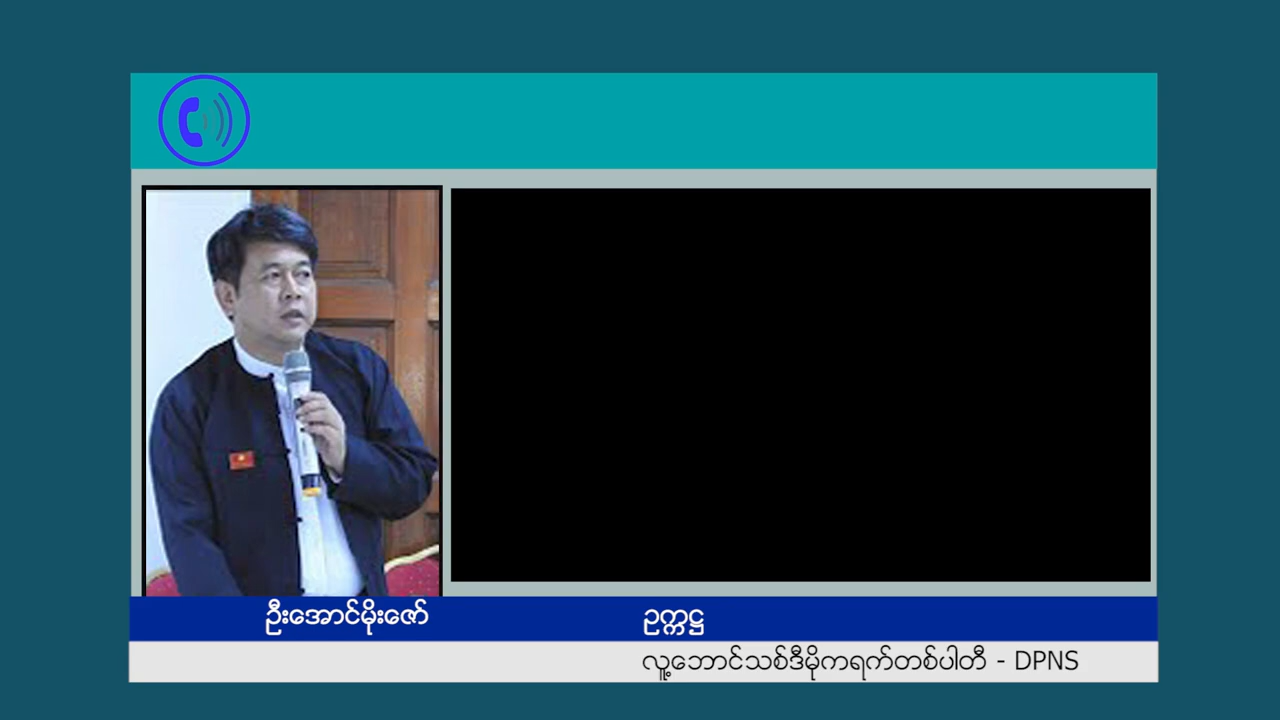 ဦးအောင်မိုးဇော်
ဥက္ကဋ္ဌ
လူ့ဘောင်သစ်ဒီမိုကရက်တစ်ပါတီ - DPNS